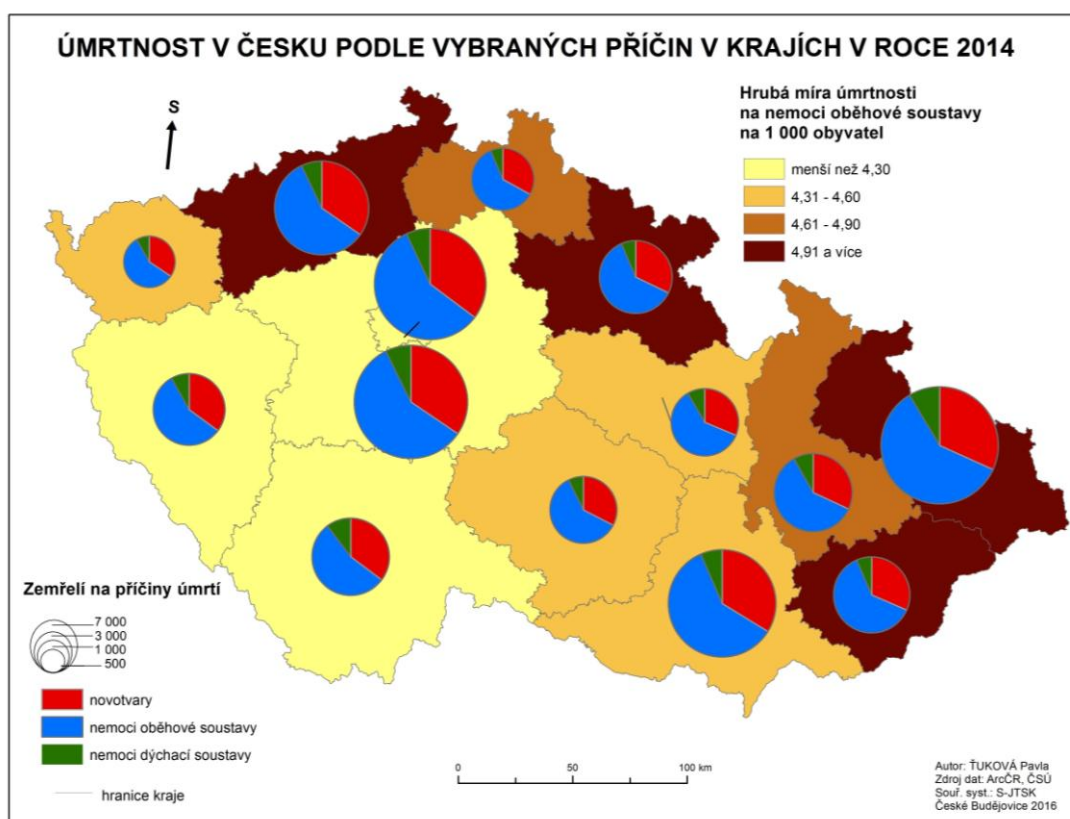 ÚMRTNOST V ČESKU PODLE VYBRANÝCH PŘÍČIN V KRAJÍCH V ROCE 2014
S
Hrubá míra úmrtnosti
na nemoci oběhové soustavy
na 1 000 obyvatel
menší než 4,30
4,31 - 4,60
4,61 - 4,90
4,91 a více
Zemřelí na příčiny úmrtí
7 000
3 000
1 000
500
novotvary
nemoci oběhové soustavy
nemoci dýchací soustavy
hranice kraje
0 50 100 km
Autor: ŤUKOVÁ Pavla
Zdroj dat: ArcČR, ČSÚ
Souř. syst.: S-JTSK
České Budějovice 2016